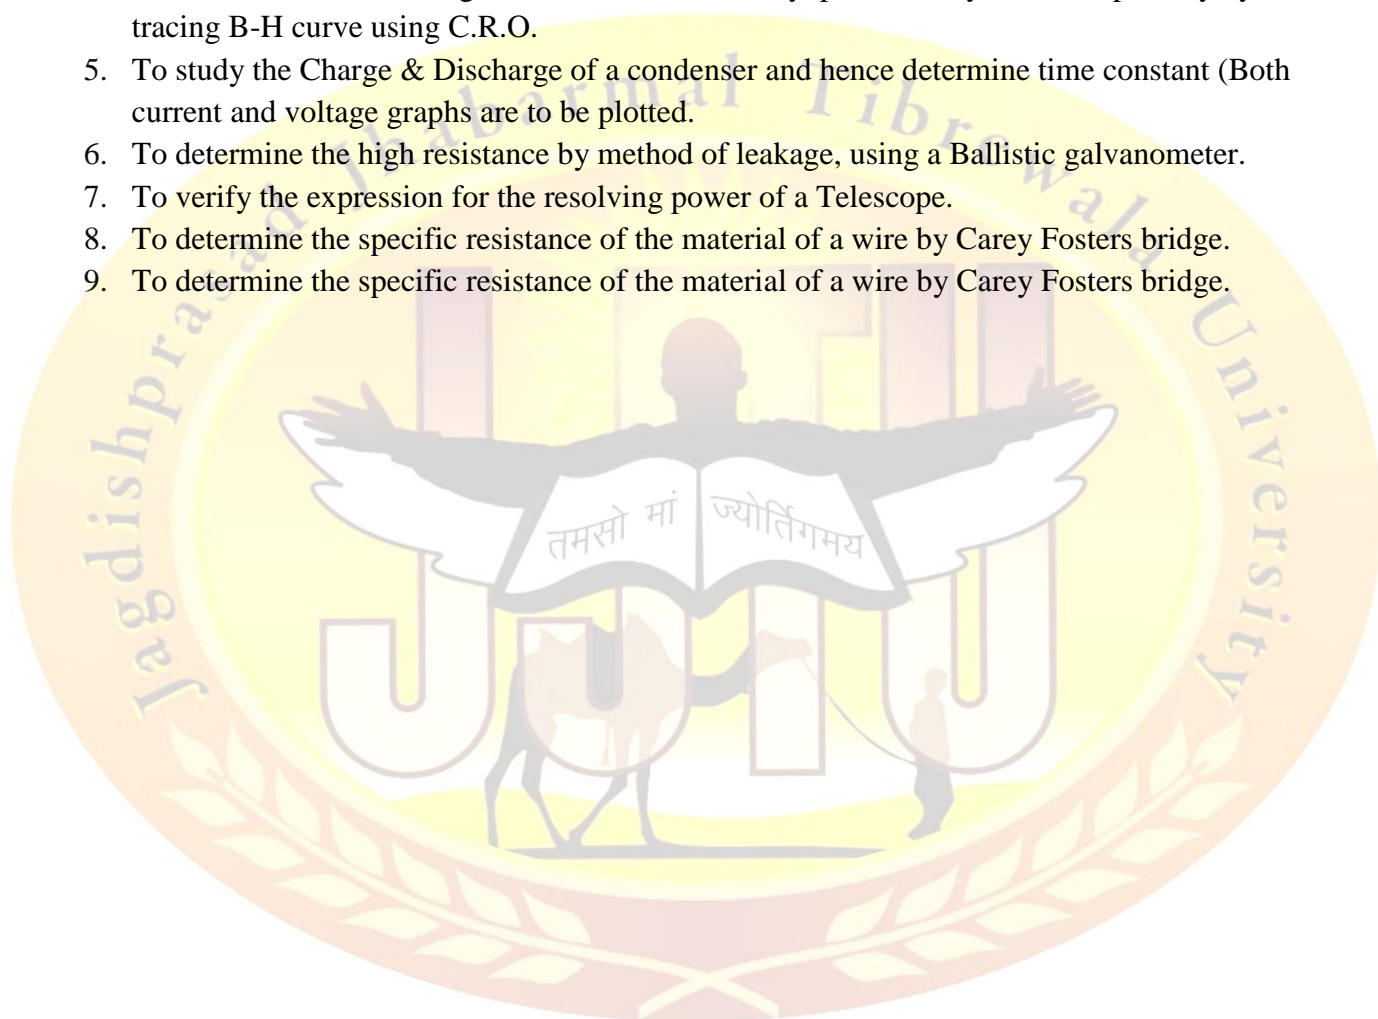 tracing B-H curve using C.R.O.
5. To study the Charge & Discharge of a condenser and hence determine time constant (Both
current and voltage graphs are to be plotted.
6. To determine the high resistance by method of leakage, using a Ballistic galvanometer.
7. To verify the expression for the resolving power of a Telescope.
8. To determine the specific resistance of the material of a wire by Carey Fosters bridge.
9. To determine the specific resistance of the material of a wire by Carey Fosters bridge.
Jagdishprasad Jhabarmal Tibrewala University
JJTU
तमसो मां ज्योर्तिगमय